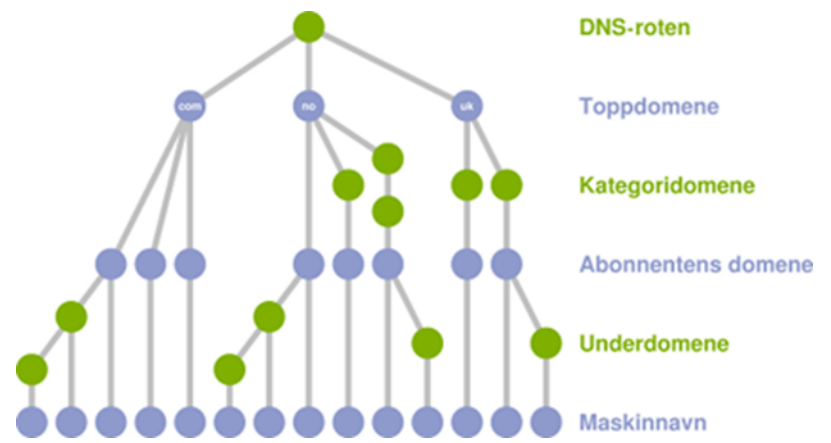 DNS-roten
com no uk Toppdomene
Kategoridomene
Abonnentens domene
Underdomene
Maskinnavn